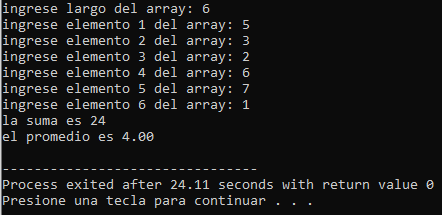 ingrese largo del array: 6
ingrese elemento 1 del array: 5
ingrese elemento 2 del array: 3
ingrese elemento 3 del array: 2
ingrese elemento 4 del array: 6
ingrese elemento 5 del array: 7
ingrese elemento 6 del array: 1
la suma es 24
el promedio es 4.00
--------------------------------
Process exited after 24.11 seconds with return value 0
Presione una tecla para continuar . . .